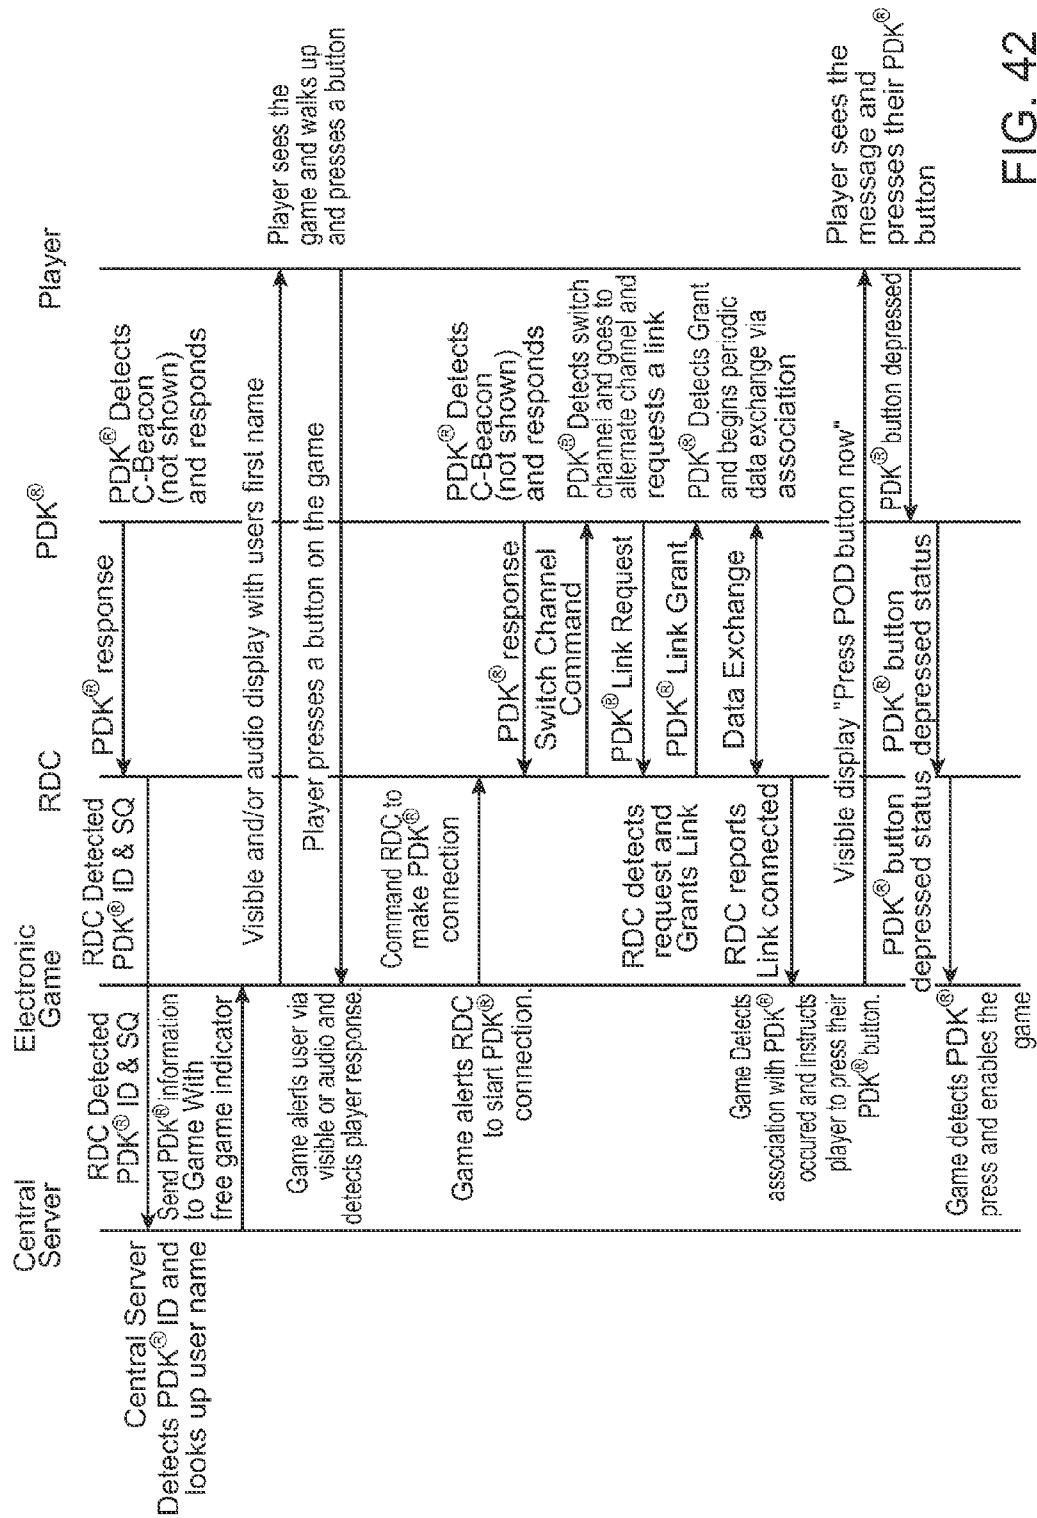 Central
Server
Electronic
Game
RDC
PDK®
Player
Central Server
Detects PDK® ID and
looks up user name
RDC Detected
PDK® ID & SQ
RDC Detected
PDK® ID & SQ
PDK® response
PDK® Detects
C-Beacon
(not shown)
and responds
Send PDK® information
to Game With
free game indicator
Visible and/or audio display with users first name
Player sees the
game and walks up
and presses a button
Game alerts user via
visible or audio and
detects player response.
Player presses a button on the game
Game alerts RDC
to start PDK®
connection.
Command RDC to
make PDK®
connection
PDK® response
PDK® Detects
C-Beacon
(not shown)
and responds
Switch Channel
Command
PDK® Detects switch
channel and goes to
alternate channel and
requests a link
PDK® Link Request
RDC detects
request and
Grants Link
PDK® Link Grant
PDK® Detects Grant
and begins periodic
data exchange via
association
Data Exchange
RDC reports
Link connected
Game Detects
association with PDK®
occured and instructs
player to press their
PDK® button.
Visible display "Press POD button now"
Player sees the
message and
presses their PDK®
button
PDK® button depressed
PDK® button
depressed status
PDK® button
depressed status
Game detects PDK®
press and enables the
game
FIG. 42